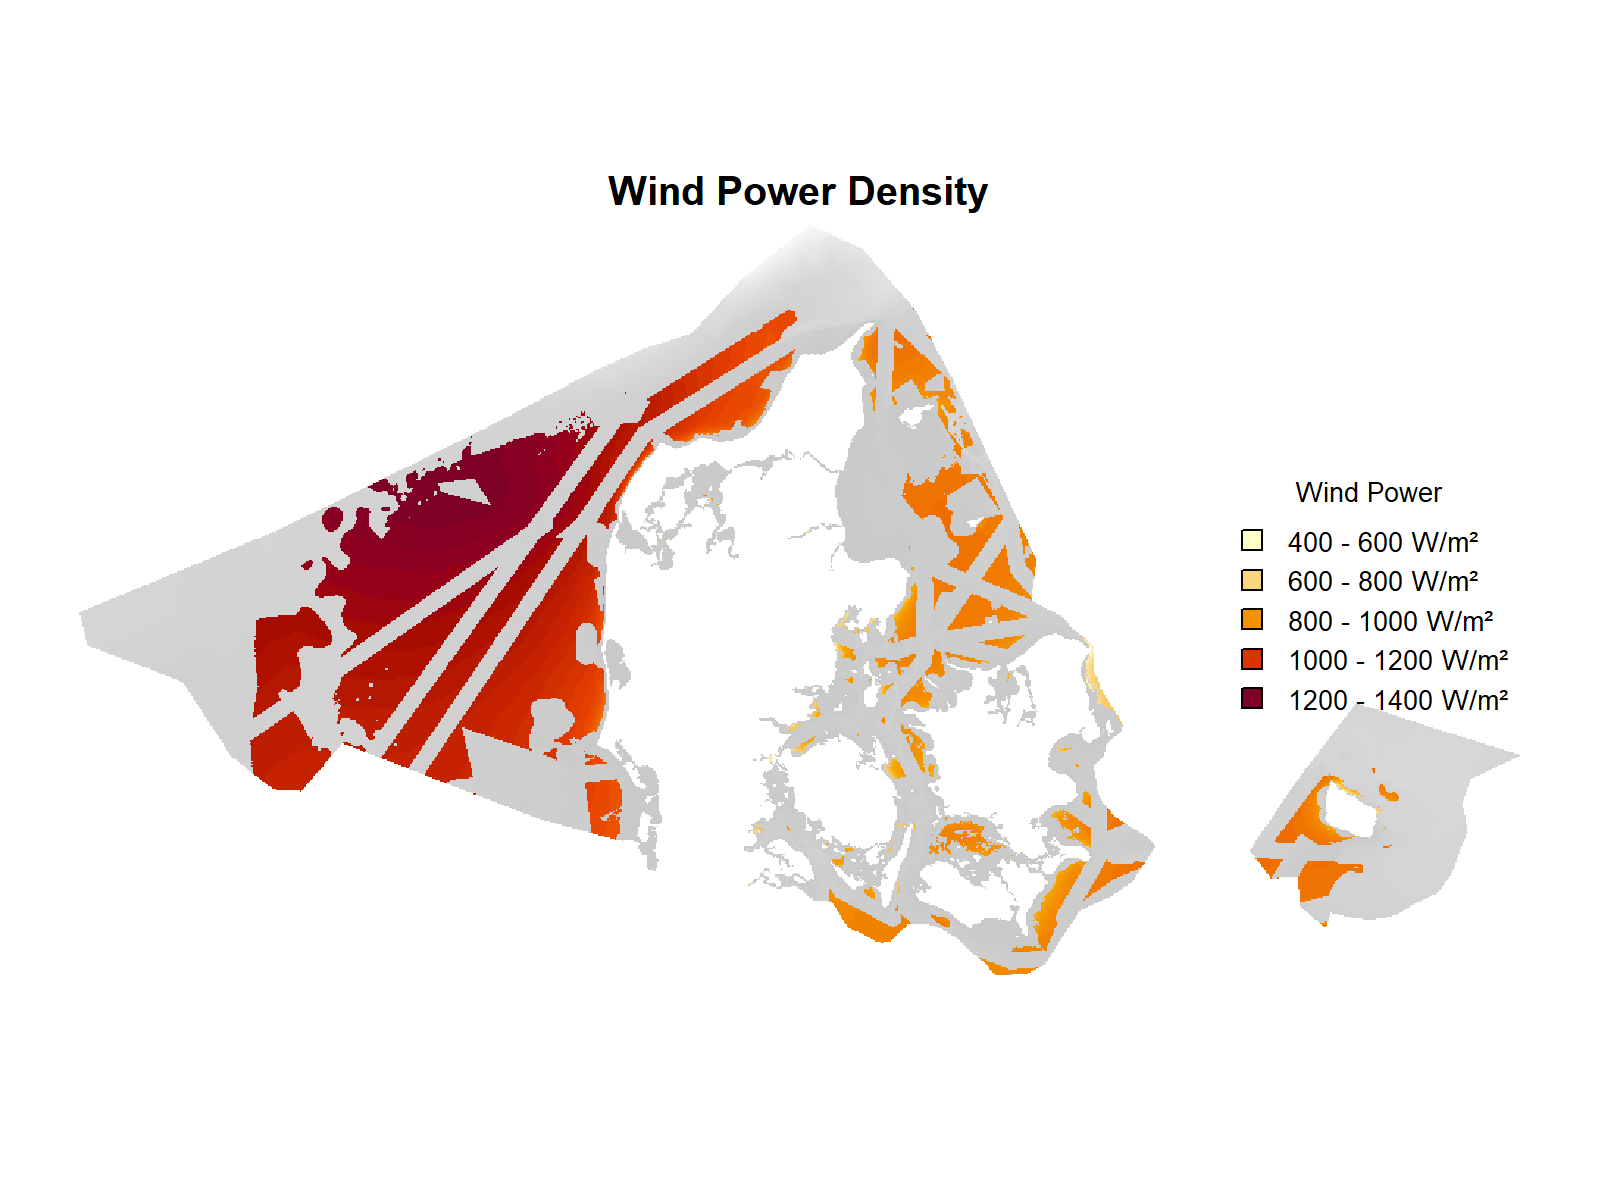 Wind Power Density
Wind Power
400 - 600 W/m²
600 - 800 W/m²
800 - 1000 W/m²
1000 - 1200 W/m²
1200 - 1400 W/m²